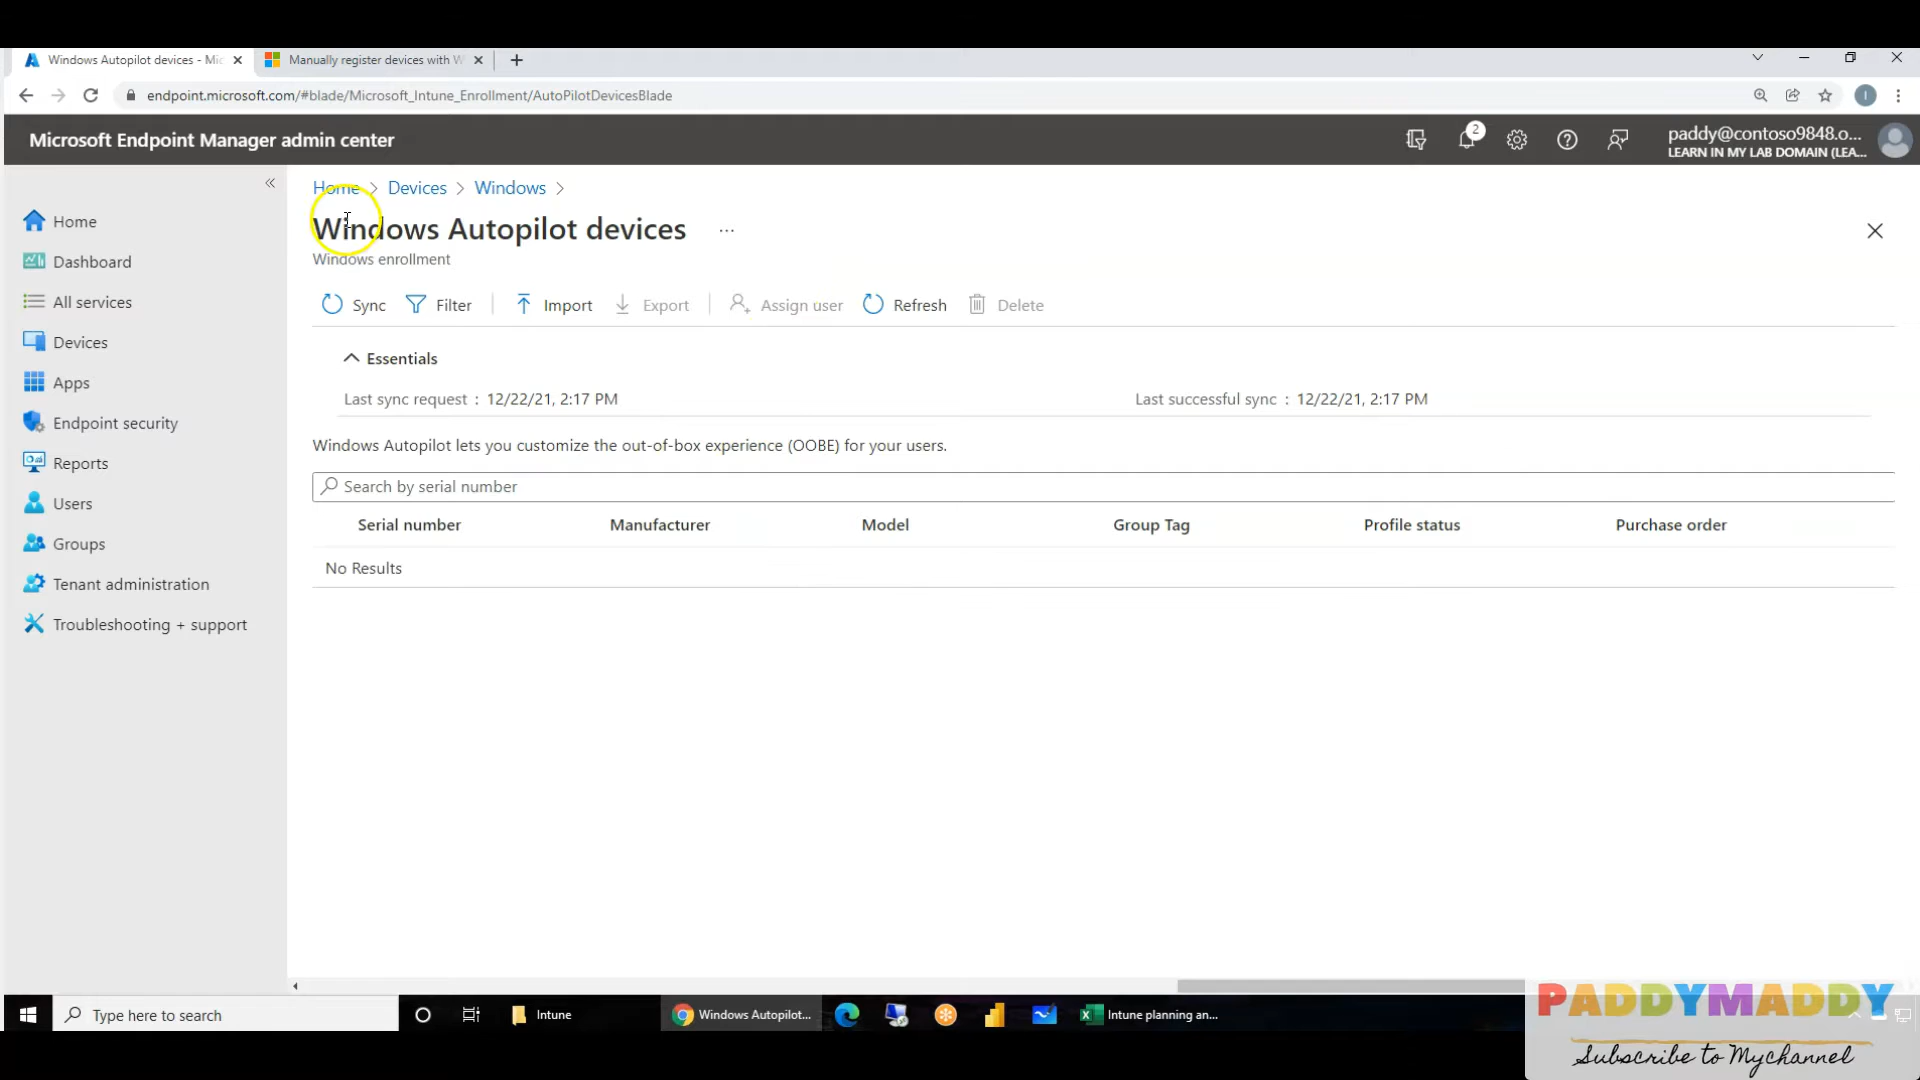 Windows Autopilot devices - Mic
Manually register devices with W
endpoint.microsoft.com/#blade/Microsoft_Intune_Enrollment/AutoPilotDevicesBlade
I
Microsoft Endpoint Manager admin center
2
paddy@contoso9848.o...
LEARN IN MY LAB DOMAIN (LEA...
Home
Dashboard
All services
Devices
Apps
Endpoint security
Reports
Users
Groups
Tenant administration
Troubleshooting + support
Home > Devices > Windows >
Windows Autopilot devices ...
Windows enrollment
Sync Filter Import Export Assign user Refresh Delete
Essentials
Last sync request : 12/22/21, 2:17 PM
Last successful sync : 12/22/21, 2:17 PM
Windows Autopilot lets you customize the out-of-box experience (OOBE) for your users.
Search by serial number
Serial number Manufacturer Model Group Tag Profile status Purchase order
No Results
Type here to search
Intune
Windows Autopilot...
Intune planning an...
PADDYMADDY
Subscribe to Mychannel